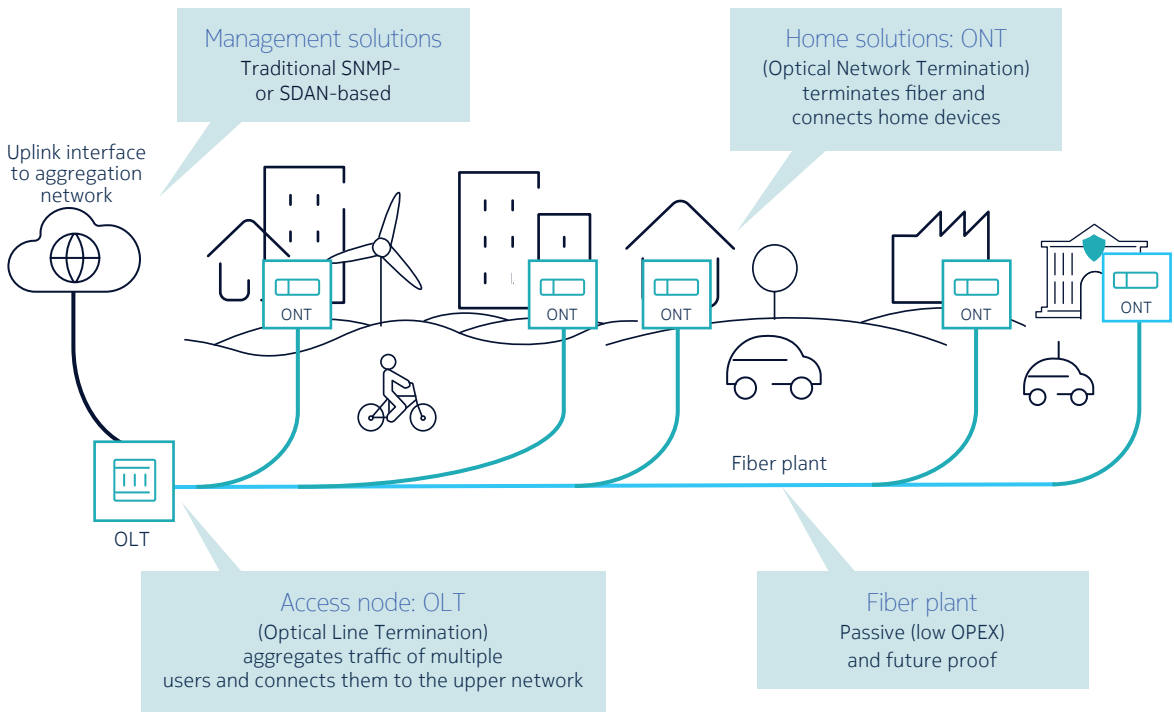 Management solutions
Traditional SNMP-
or SDAN-based
Home solutions: ONT
(Optical Network Termination)
terminates fiber and
connects home devices
Uplink interface
to aggregation
network
ONT
ONT
ONT
ONT
ONT
Fiber plant
OLT
Access node: OLT
(Optical Line Termination)
aggregates traffic of multiple
users and connects them to the upper network
Fiber plant
Passive (low OPEX)
and future proof